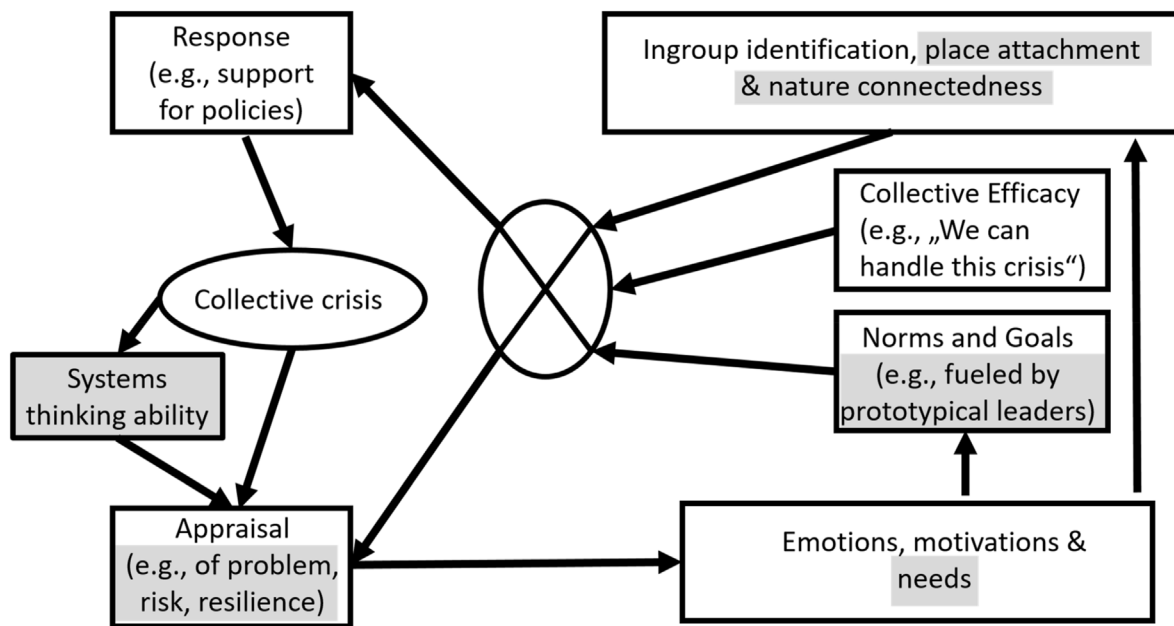 Response
(e.g., support
for policies)
Ingroup identification, place attachment
& nature connectedness
Collective Efficacy
(e.g., „We can
handle this crisis“)
Collective crisis
Norms and Goals
(e.g., fueled by
prototypical leaders)
Systems
thinking ability
Appraisal
(e.g., of problem,
risk, resilience)
Emotions, motivations &
needs